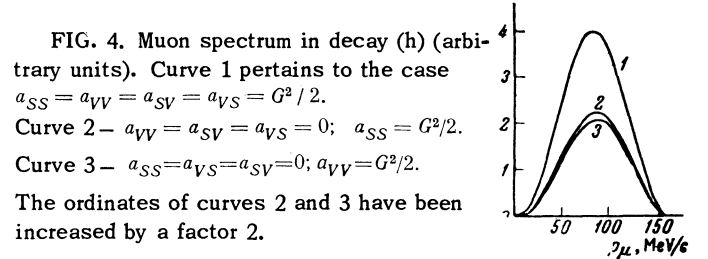 FIG. 4. Muon spectrum in decay (h) (arbi-
trary units). Curve 1 pertains to the case
a_SS = a_VV = a_SV = a_VS = G² / 2.
Curve 2 — a_VV = a_SV = a_VS = 0; a_SS = G²/2.
Curve 3 — a_SS=a_VS=a_SV=0; a_VV=G²/2.
The ordinates of curves 2 and 3 have been
increased by a factor 2.
4
3
2
1
1
2
3
50 100 150
MeV/c